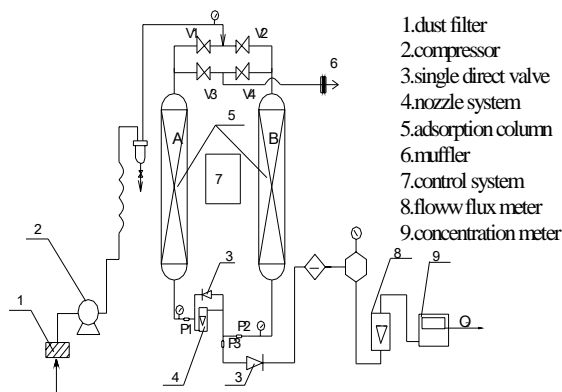 V1
V2
V3
V4
6
A
B
5
7
2
1
3
P1
P2
P3
4
3
8
9
Q
1.dust filter
2.compressor
3.single direct valve
4.nozzle system
5.adsorption column
6.muffler
7.control system
8.floww flux meter
9.concentration meter